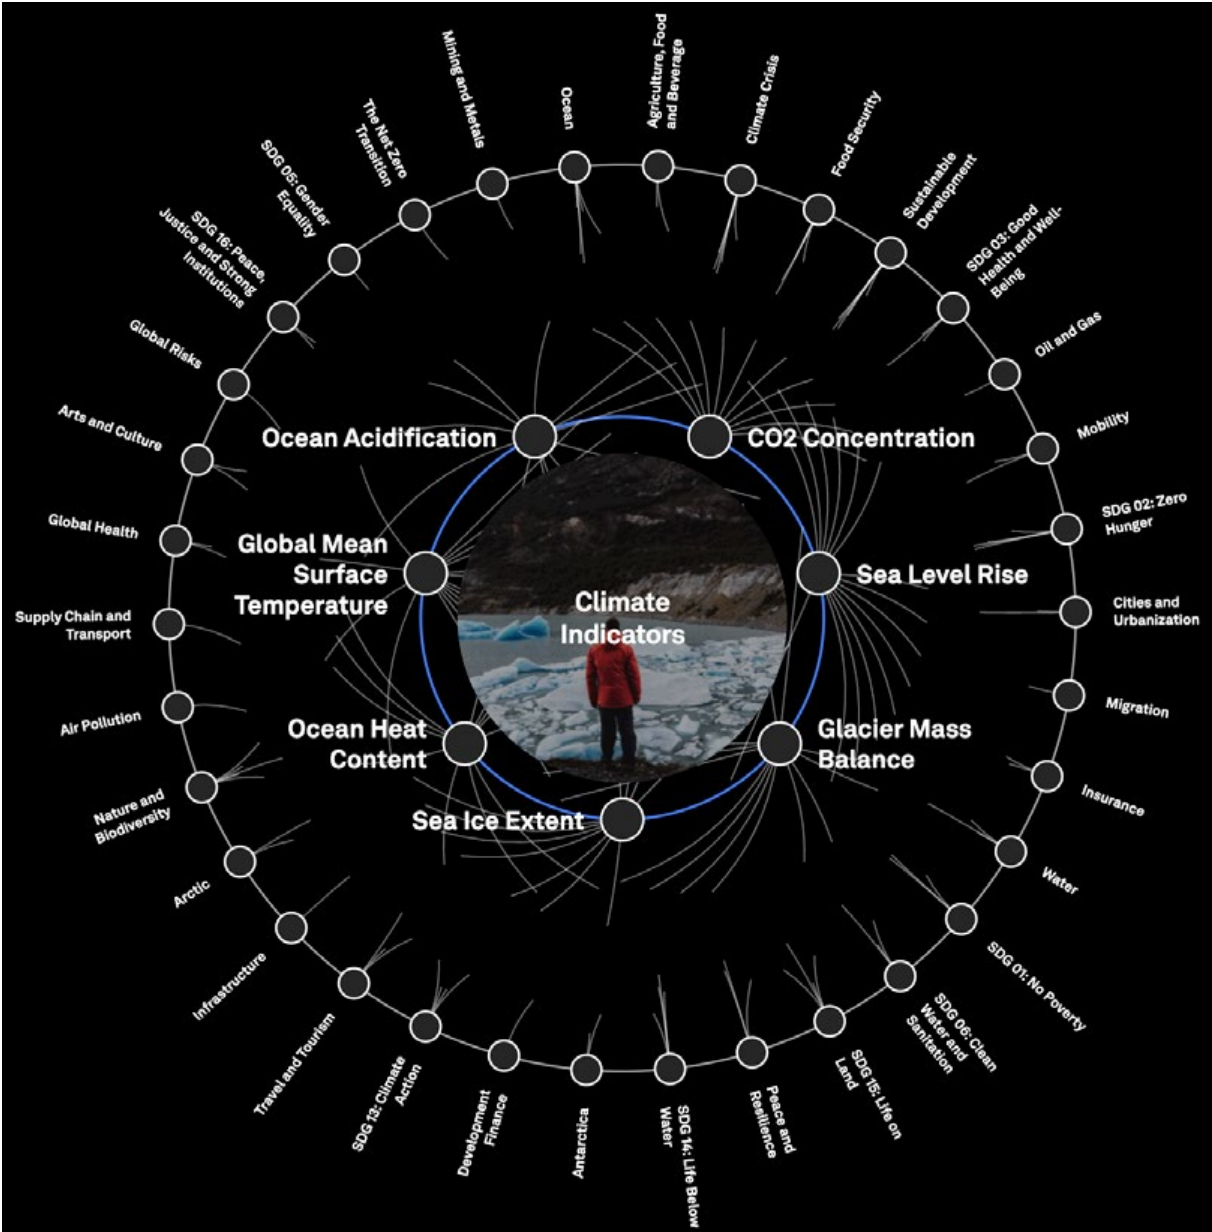 Climate
Indicators
CO2 Concentration
Sea Level Rise
Glacier Mass
Balance
Sea Ice Extent
Ocean Heat
Content
Global Mean
Surface
Temperature
Ocean Acidification
Ocean
Agriculture, Food
and Beverage
Climate Crisis
Food Security
Sustainable
Development
SDG 03: Good
Health and Well-
Being
Oil and Gas
Mobility
SDG 02: Zero
Hunger
Cities and
Urbanization
Migration
Insurance
Water
SDG 01: No Poverty
SDG 06: Clean
Water and
Sanitation
SDG 15: Life on
Land
Peace and
Resilience
SDG 14: Life Below
Water
Antarctica
Development
Finance
SDG 13: Climate
Action
Travel and Tourism
Infrastructure
Arctic
Nature and
Biodiversity
Air Pollution
Supply Chain and
Transport
Global Health
Arts and Culture
Global Risks
SDG 16: Peace,
Justice and Strong
Institutions
SDG 05: Gender
Equality
The Net Zero
Transition
Mining and Metals